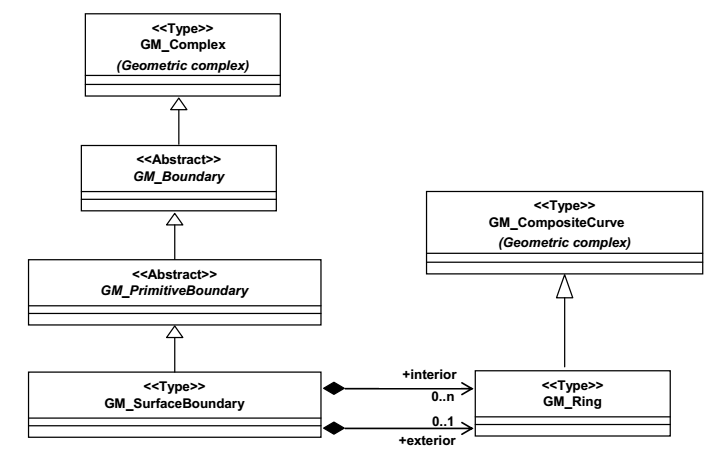 <<Type>>
GM_Complex
(Geometric complex)
<<Abstract>>
GM_Boundary
<<Type>>
GM_CompositeCurve
(Geometric complex)
<<Abstract>>
GM_PrimitiveBoundary
<<Type>>
GM_SurfaceBoundary
+interior
0..n
0..1
+exterior
<<Type>>
GM_Ring